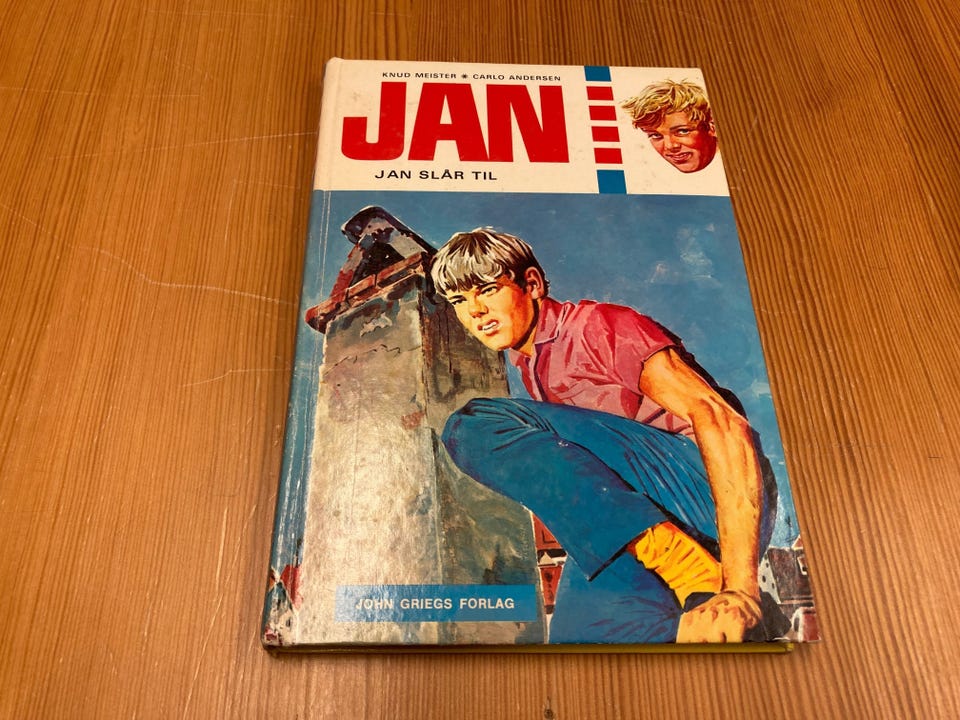 KNUD MEISTER * CARLO ANDERSEN
JAN
JAN SLÅR TIL
JOHN GRIEGS FORLAG